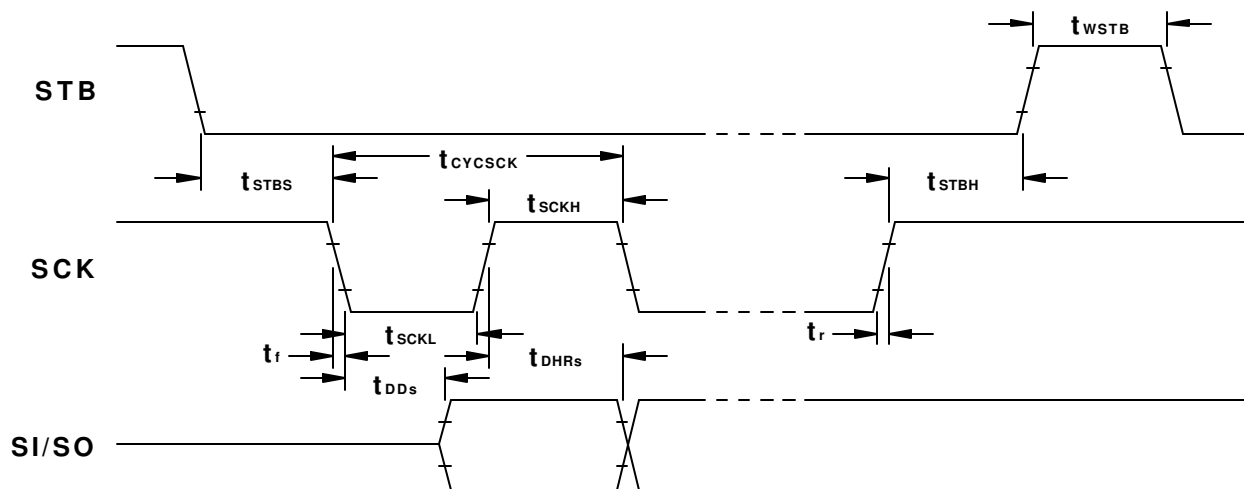 tWSTB
STB
tCYCSCK
tSTBS
tSTBH
tSCKH
SCK
tSCKL
tr
tf
tDHRs
tDDs
SI/SO